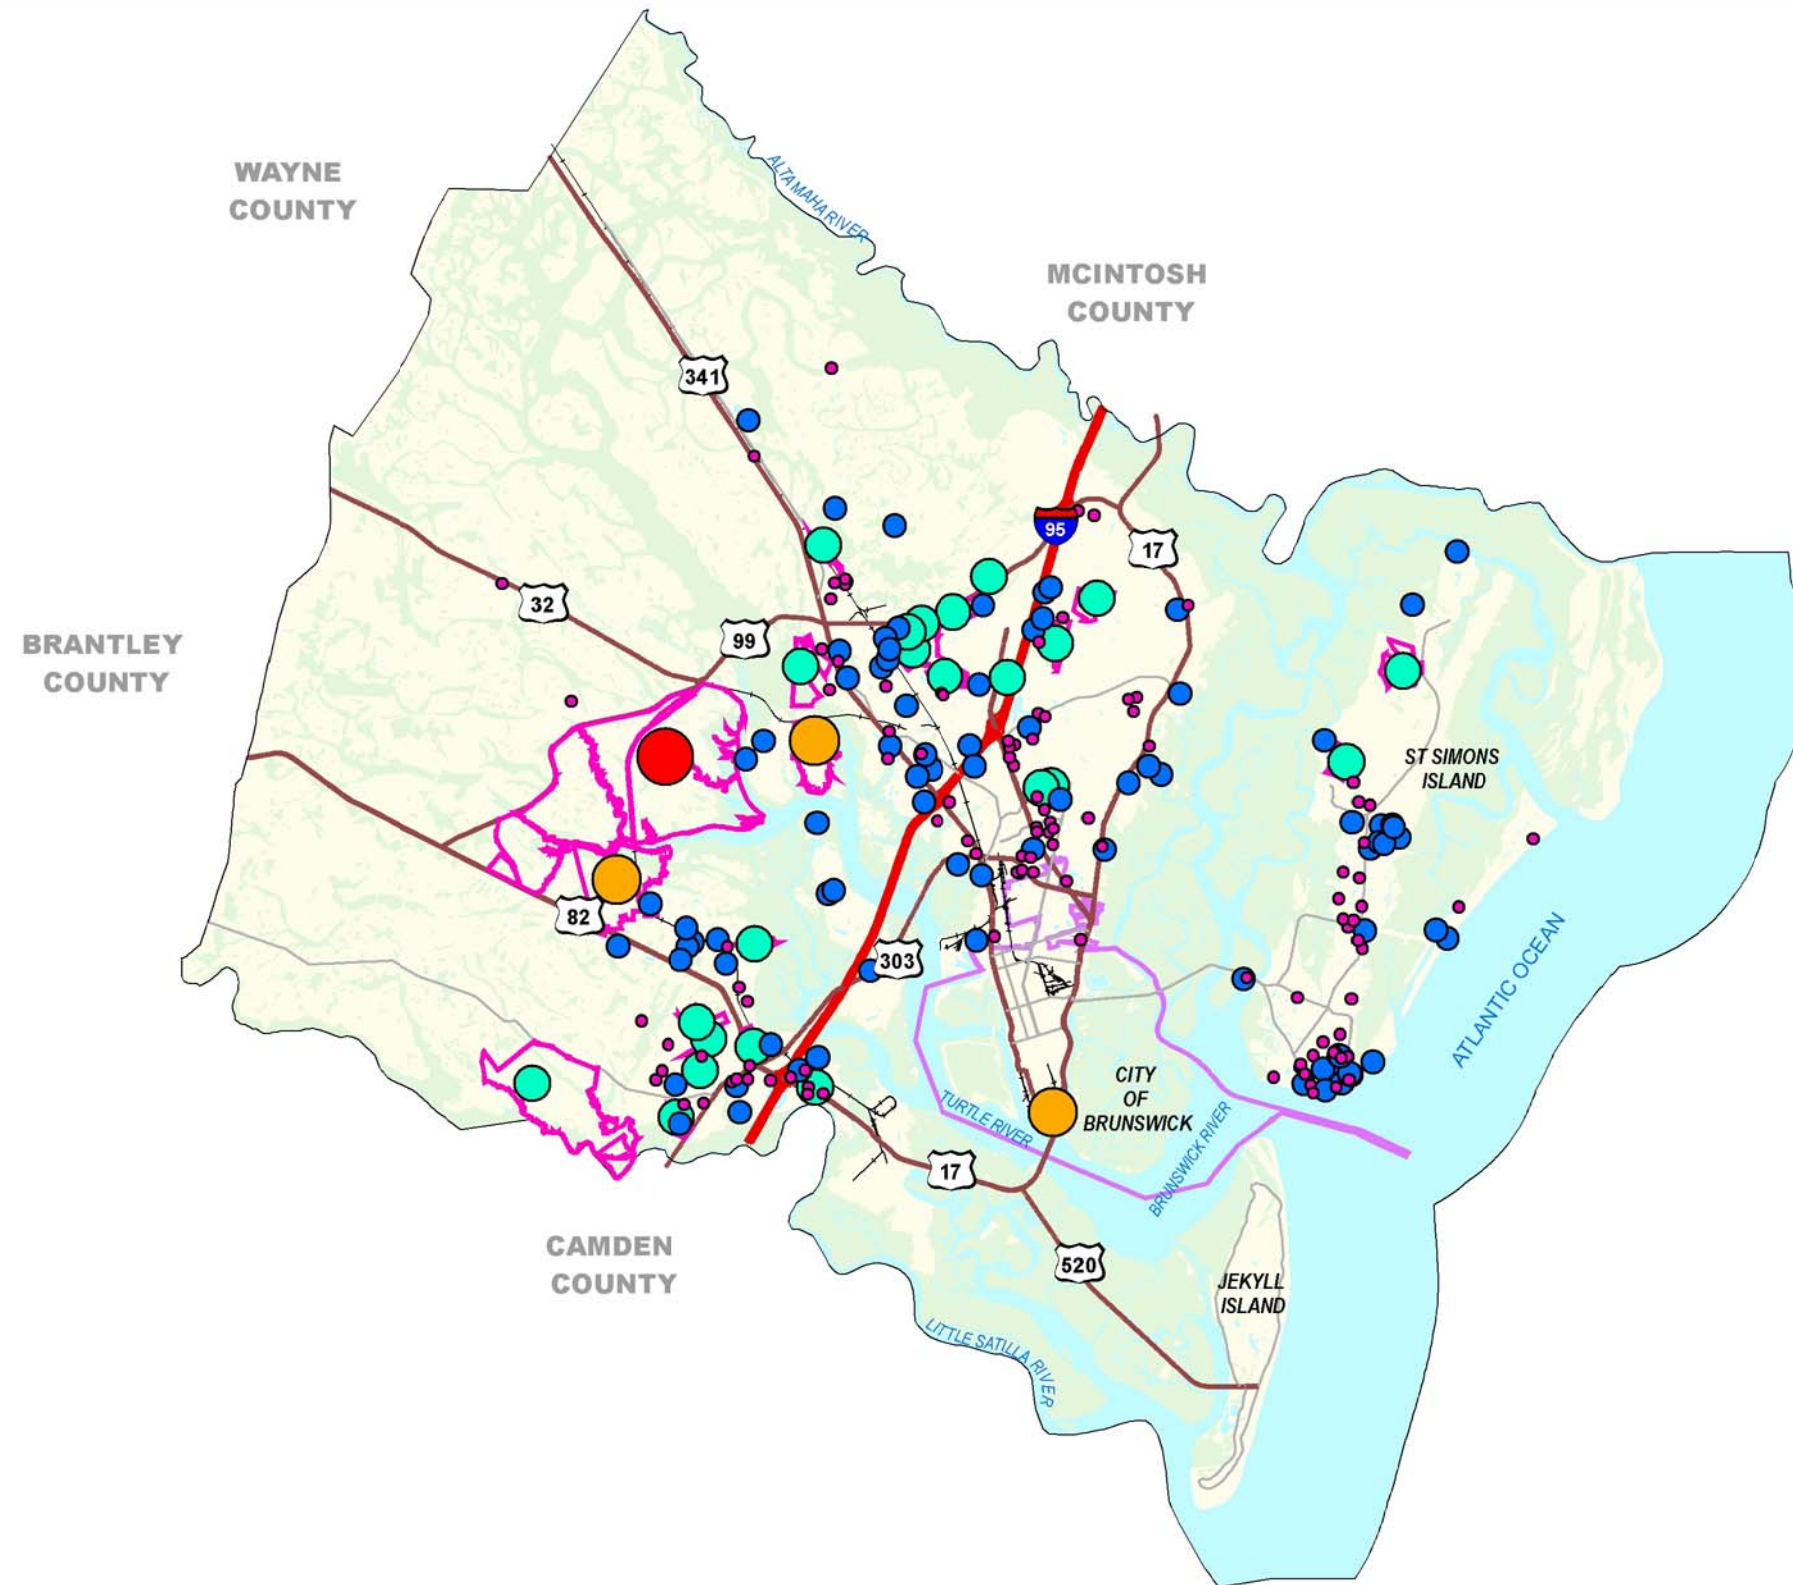 WAYNE
COUNTY
ALTAMAHA RIVER
MCINTOSH
COUNTY
341
95
17
32
99
BRANTLEY
COUNTY
ST SIMONS
ISLAND
82
303
ATLANTIC OCEAN
CITY
OF
BRUNSWICK
TURTLE RIVER
BRUNSWICK RIVER
17
CAMDEN
COUNTY
520
JEKYLL
ISLAND
LITTLE SATILLA RIVER